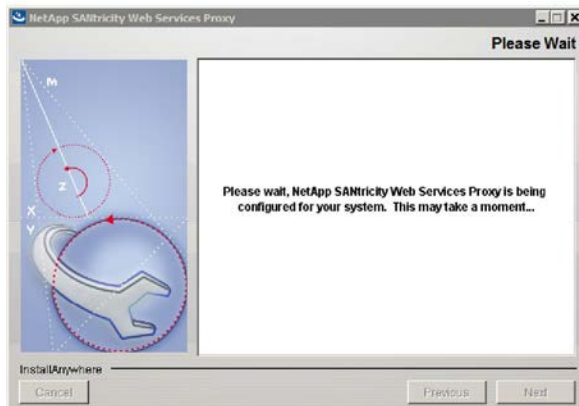 NetApp SANtricity Web Services Proxy
Please Wait
M
Z
X
Y
Please wait, NetApp SANtricity Web Services Proxy is being
configured for your system. This may take a moment...
InstallAnywhere
Cancel
Previous
Next